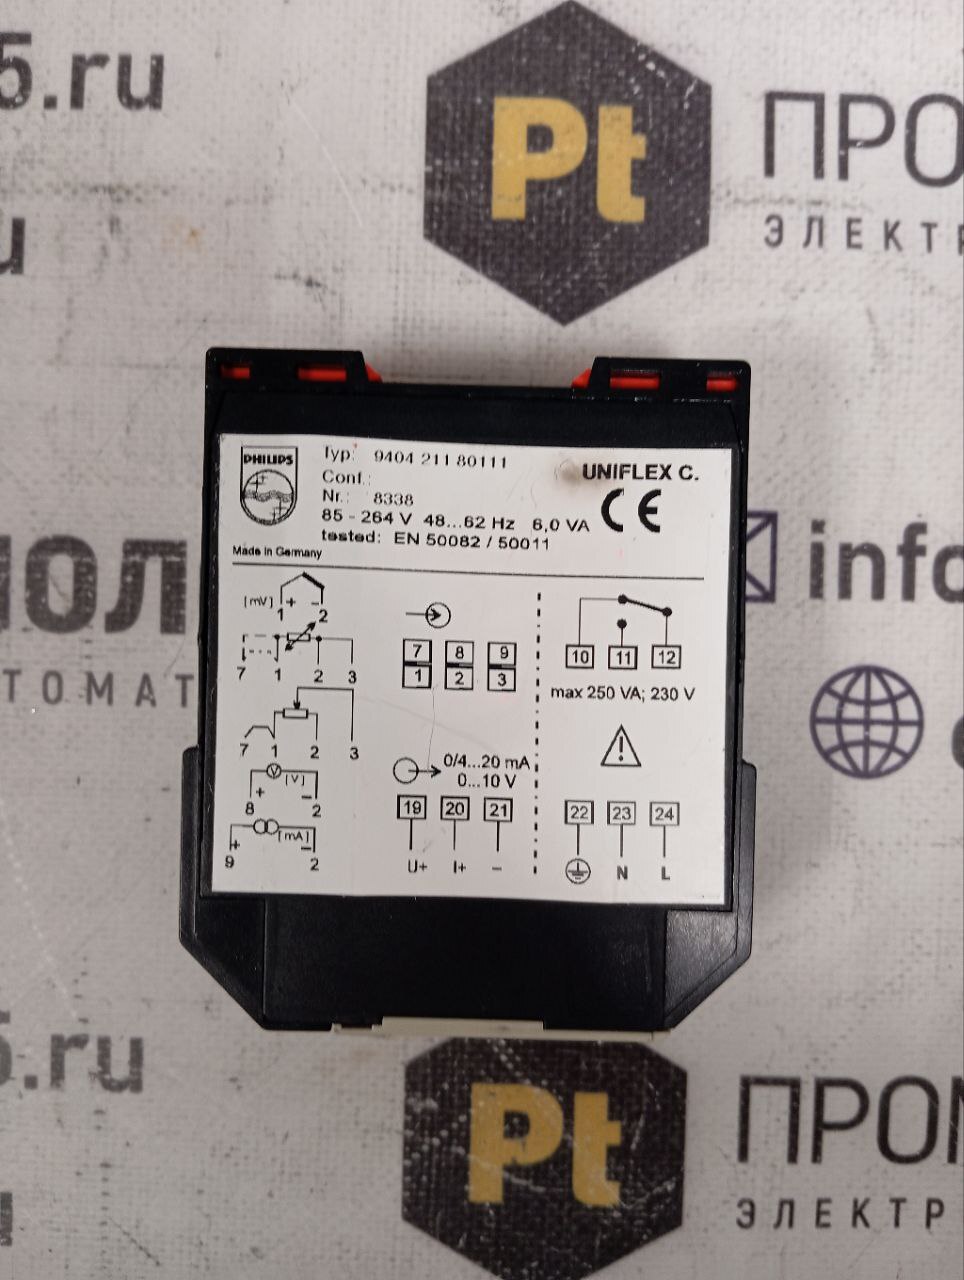 5.ru
Pt
ПРОМ
ЭЛЕКТР
PHILIPS
Typ: 9404 211 80111
Conf.:
Nr.: 8338
85 - 264 V 48...62 Hz 6,0 VA
tested: EN 50082 / 50011
UNIFLEX C.
CE
Made in Germany
[mV] + −
1 2
7 1 2 3
7 1 2 3
V [V]
+ −
8 2
[mA]
+ −
9 2
7 8 9
1 2 3
0/4...20 mA
0...10 V
19 20 21
U+ I+ −
10 11 12
max 250 VA; 230 V
22 23 24
N L
пол
ТОМАТ
info
5.ru
Pt
ПРОМ
ЭЛЕКТР